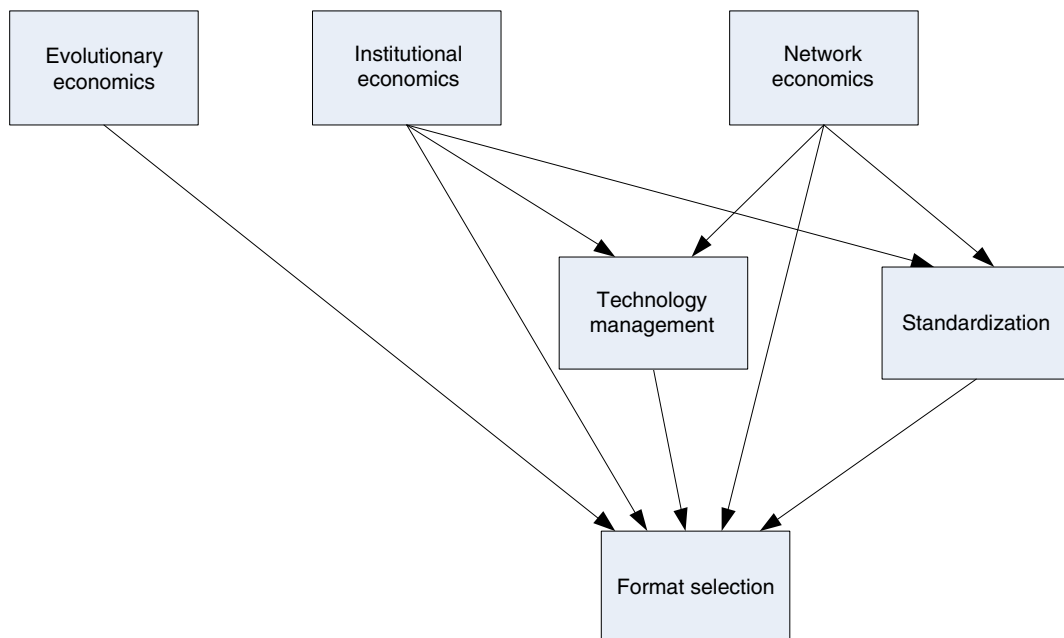 Evolutionary
economics
Institutional
economics
Network
economics
Technology
management
Standardization
Format selection